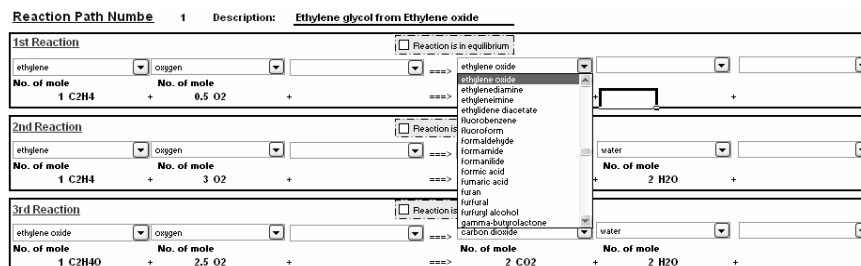 Reaction Path Numbe 1 Description: Ethylene glycol from Ethylene oxide
1st Reaction Reaction is in equilibrium
ethylene oxygen ===> ethylene oxide
No. of mole No. of mole
1 C2H4 + 0.5 O2 + ===> +
ethylene oxide
ethylenediamine
ethyleneimine
ethylidene diacetate
fluorobenzene
fluoroform
formaldehyde
formamide
formanilide
formic acid
fumaric acid
furan
furfural
furfuryl alcohol
gamma-butyrolactone
2nd Reaction Reaction is
ethylene oxygen ===> water
No. of mole No. of mole No. of mole
1 C2H4 + 3 O2 + ===> + 2 H2O +
3rd Reaction Reaction is
ethylene oxide oxygen ===> carbon dioxide water
No. of mole No. of mole No. of mole
1 C2H4O + 2.5 O2 + ===> 2 CO2 + 2 H2O +